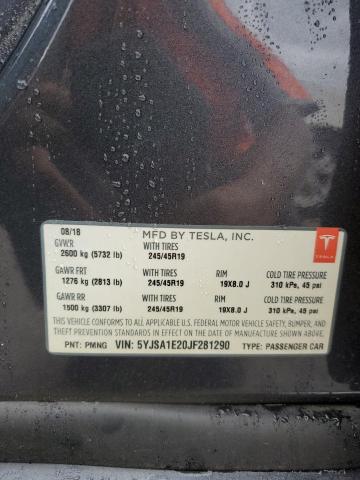 08/18 MFD BY TESLA, INC.
GVWR WITH TIRES
2600 kg (5732 lb) 245/45R19
TESLA
GAWR FRT WITH TIRES RIM COLD TIRE PRESSURE
1276 kg (2813 lb) 245/45R19 19X8.0 J 310 kPa, 45 psi
GAWR RR WITH TIRES RIM COLD TIRE PRESSURE
1500 kg (3307 lb) 245/45R19 19X8.0 J 310 kPa, 45 psi
THIS VEHICLE CONFORMS TO ALL APPLICABLE U.S. FEDERAL MOTOR VEHICLE SAFETY, BUMPER, AND
THEFT PREVENTION STANDARDS IN EFFECT ON THE DATE OF MANUFACTURE SHOWN ABOVE.
PNT: PMNG VIN: 5YJSA1E20JF281290 TYPE: PASSENGER CAR